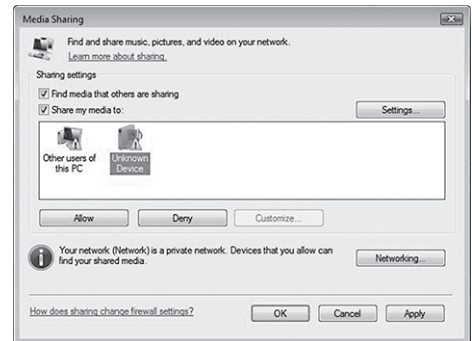 Media Sharing
Find and share music, pictures, and video on your network.
Learn more about sharing.
Sharing settings
Find media that others are sharing
Share my media to:
Settings...
Other users of
this PC
Unknown
Device
Allow
Deny
Customize...
Your network (Network) is a private network. Devices that you allow can
find your shared media.
Networking...
How does sharing change firewall settings?
OK
Cancel
Apply